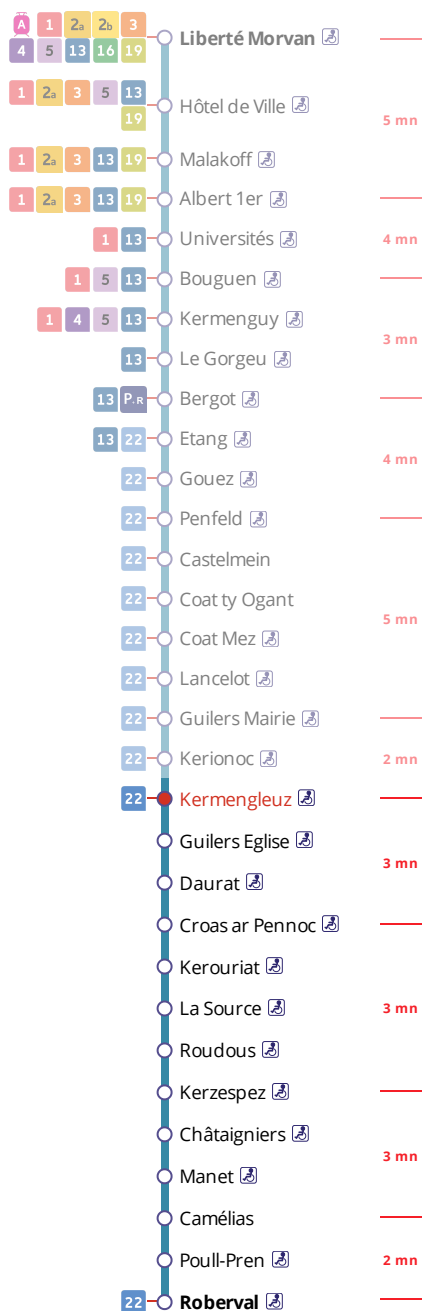 A 1 2a 2b 3
4 5 13 16 19
Liberté Morvan
1 2a 3 5 13
19
Hôtel de Ville
5 mn
1 2a 3 13 19 Malakoff
1 2a 3 13 19 Albert 1er
1 13 Universités
4 mn
1 5 13 Bouguen
1 4 5 13 Kermenguy
3 mn
13 Le Gorgeu
13 P.R Bergot
13 22 Etang
4 mn
22 Gouez
22 Penfeld
22 Castelmein
22 Coat ty Ogant
5 mn
22 Coat Mez
22 Lancelot
22 Guilers Mairie
22 Kerionoc
2 mn
22 Kermengleuz
Guilers Eglise
3 mn
Daurat
Croas ar Pennoc
Kerouriat
La Source
3 mn
Roudous
Kerzespez
Châtaigniers
3 mn
Manet
Camélias
Poull-Pren
2 mn
22 Roberval